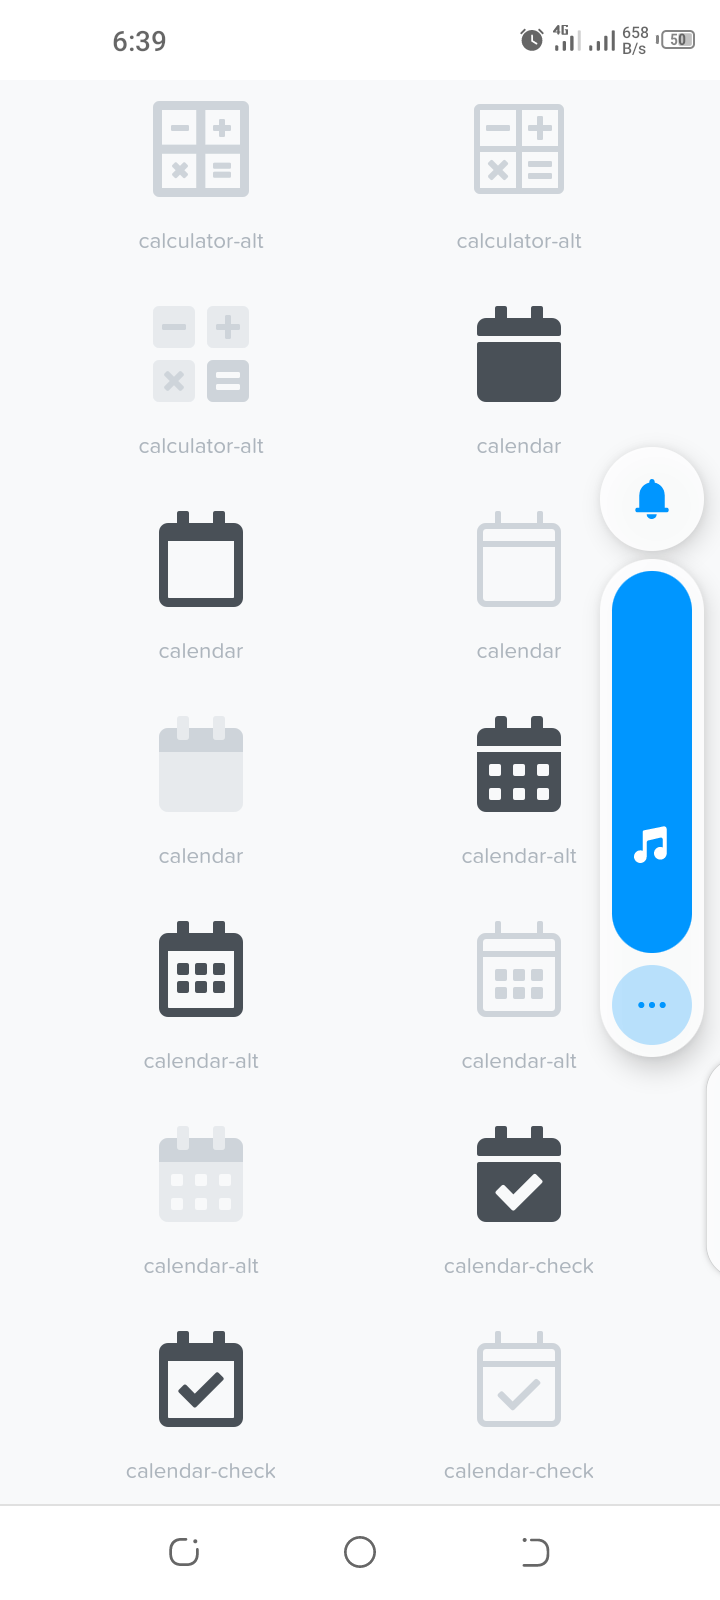 6:39
4G
658
B/s
50
calculator-alt calculator-alt
calculator-alt calendar
calendar calendar
calendar calendar-alt
calendar-alt calendar-alt
calendar-alt calendar-check
calendar-check calendar-check